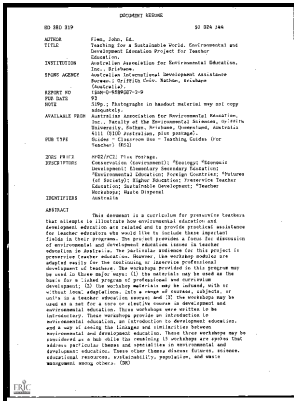 DOCUMENT RESUME
ED 380 319
SO 024 144
AUTHOR Fien, John, Ed.
TITLE Teaching for a Sustainable World. Environmental and
Development Education Project for Teacher
Education.
INSTITUTION Australian Association for Environmental Education,
Inc., Brisbane.
SPONS AGENCY Australian International Development Assistance
Bureau.; Griffith Univ. Nathan, Brisbane
(Australia).
REPORT NO
PUB DATE 93
NOTE 519p.; Photographs in handout material may not copy
adequately.
AVAILABLE FROM Australian Association for Environmental Education,
Inc., Faculty of the Environmental Sciences, Griffith
University, Nathan, Brisbane, Queensland, Australia
4111 ($100 Australian, plus postage).
PUB TYPE Guides - Classroom Use - Teaching Guides (For
Teacher) (052)
EDRS PRICE Plus Postage.
DESCRIPTORS Conservation (Environment); *Ecology; *Economic
Development; Elementary Secondary Education;
*Environmental Education; Foreign Countries; *Futures
(of Society); Higher Education; Preservice Teacher
Education; Sustainable Development; *Teacher
Workshops; Waste Disposal
IDENTIFIERS Australia
ABSTRACT
This document is a curriculum for preservice teachers
that attempts to illustrate how environmental education and
development education are related and to provide practical assistance
for teacher educators who would like to include these important
fields in their programs. The project provides a focus for discussion
of environmental and development education issues in teacher
education in Australia. The particular audience for this project is
preservice teacher education. However, the workshop modules are
adapted easily for the continuing or inservice professional
development of teachers. The workshops provided in this program may
be used in three major ways: (1) the materials may be used as the
basis for a linked program of professional and curriculum
development; (2) the workshop materials may be infused, with or
without local adaptations, into a range of courses, subjects, or
units in a teacher education course; and (3) the workshops may be
used as a set for a core or elective course in development and
environmental education. Three workshops were written to be
introductory. These workshops provide an introduction to
environmental education, an introduction to development education,
and a way of seeing the linkages and similarities between
environmental and development education. These three workshops may be
considered as a hub while the remaining 15 workshops are spokes that
address particular themes and specialities in environmental and
development education. These other themes discuss futures, science,
educational resources, sustainability, population, and waste
management among others. (DK)
ERIC